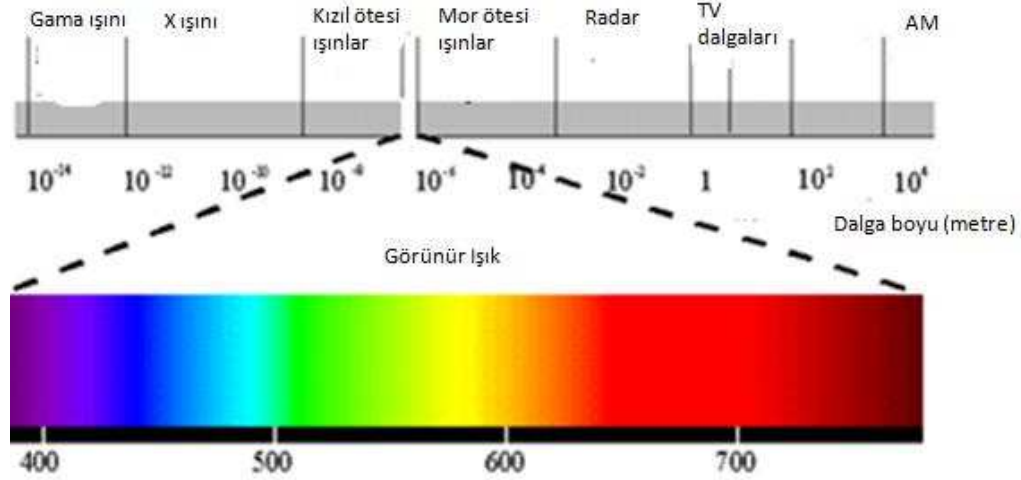 Gama ışını
X ışını
Kızıl ötesi
ışınlar
Mor ötesi
ışınlar
Radar
TV
dalgaları
AM
10⁻¹⁴ 10⁻¹² 10⁻¹⁰ 10⁻⁸ 10⁻⁶ 10⁻⁴ 10⁻² 1 10² 10⁴
Dalga boyu (metre)
Görünür Işık
400 500 600 700